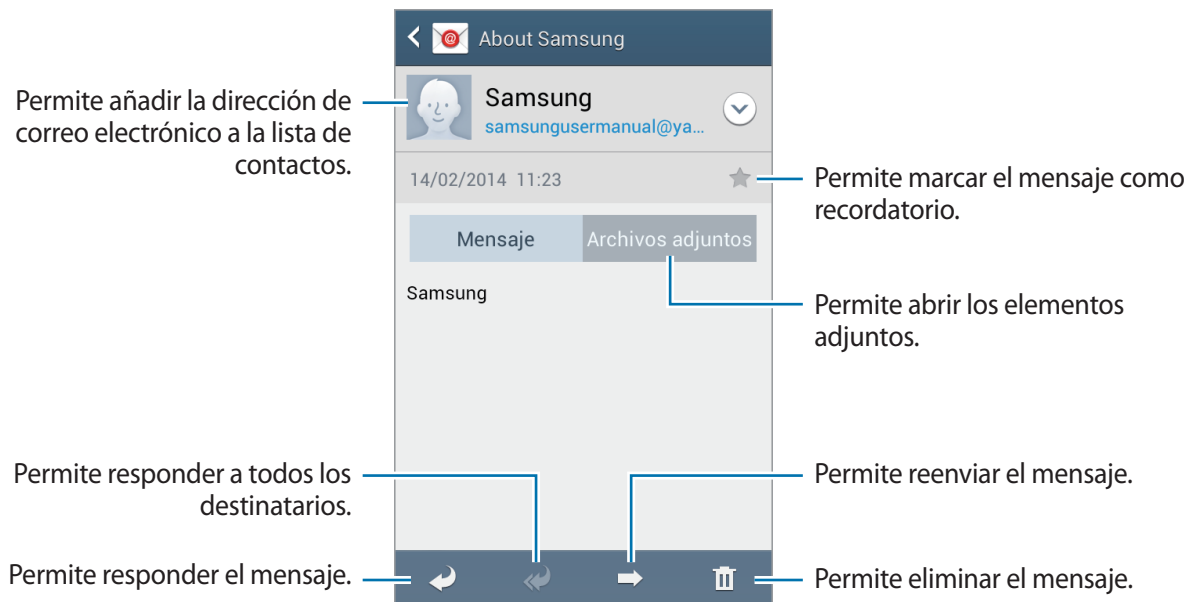 About Samsung
Permite añadir la dirección de
correo electrónico a la lista de
contactos.
Samsung
samsungusermanual@ya...
14/02/2014 11:23
Permite marcar el mensaje como
recordatorio.
Mensaje
Archivos adjuntos
Samsung
Permite abrir los elementos
adjuntos.
Permite responder a todos los
destinatarios.
Permite reenviar el mensaje.
Permite responder el mensaje.
Permite eliminar el mensaje.